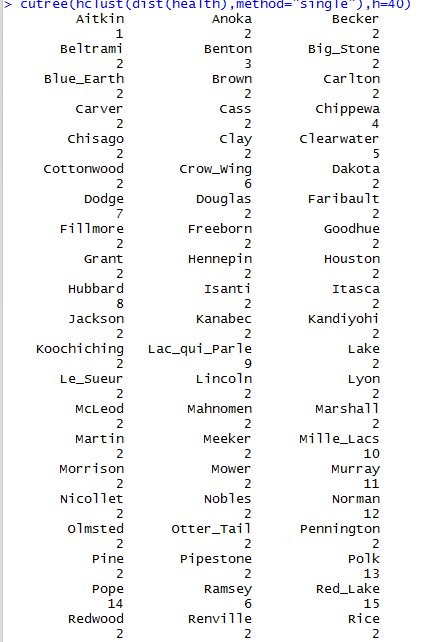 > cutree(hclust(dist(health),method="single"),h=40)
Aitkin Anoka Becker
1 2 2
Beltrami Benton Big_Stone
2 3 2
Blue_Earth Brown Carlton
2 2 2
Carver Cass Chippewa
2 2 4
Chisago Clay Clearwater
2 2 5
Cottonwood Crow_Wing Dakota
2 6 2
Dodge Douglas Faribault
7 2 2
Fillmore Freeborn Goodhue
2 2 2
Grant Hennepin Houston
2 2 2
Hubbard Isanti Itasca
8 2 2
Jackson Kanabec Kandiyohi
2 2 2
Koochiching Lac_qui_Parle Lake
2 9 2
Le_Sueur Lincoln Lyon
2 2 2
McLeod Mahnomen Marshall
2 2 2
Martin Meeker Mille_Lacs
2 2 10
Morrison Mower Murray
2 2 11
Nicollet Nobles Norman
2 2 12
Olmsted Otter_Tail Pennington
2 2 2
Pine Pipestone Polk
2 2 13
Pope Ramsey Red_Lake
14 6 15
Redwood Renville Rice
2 2 2